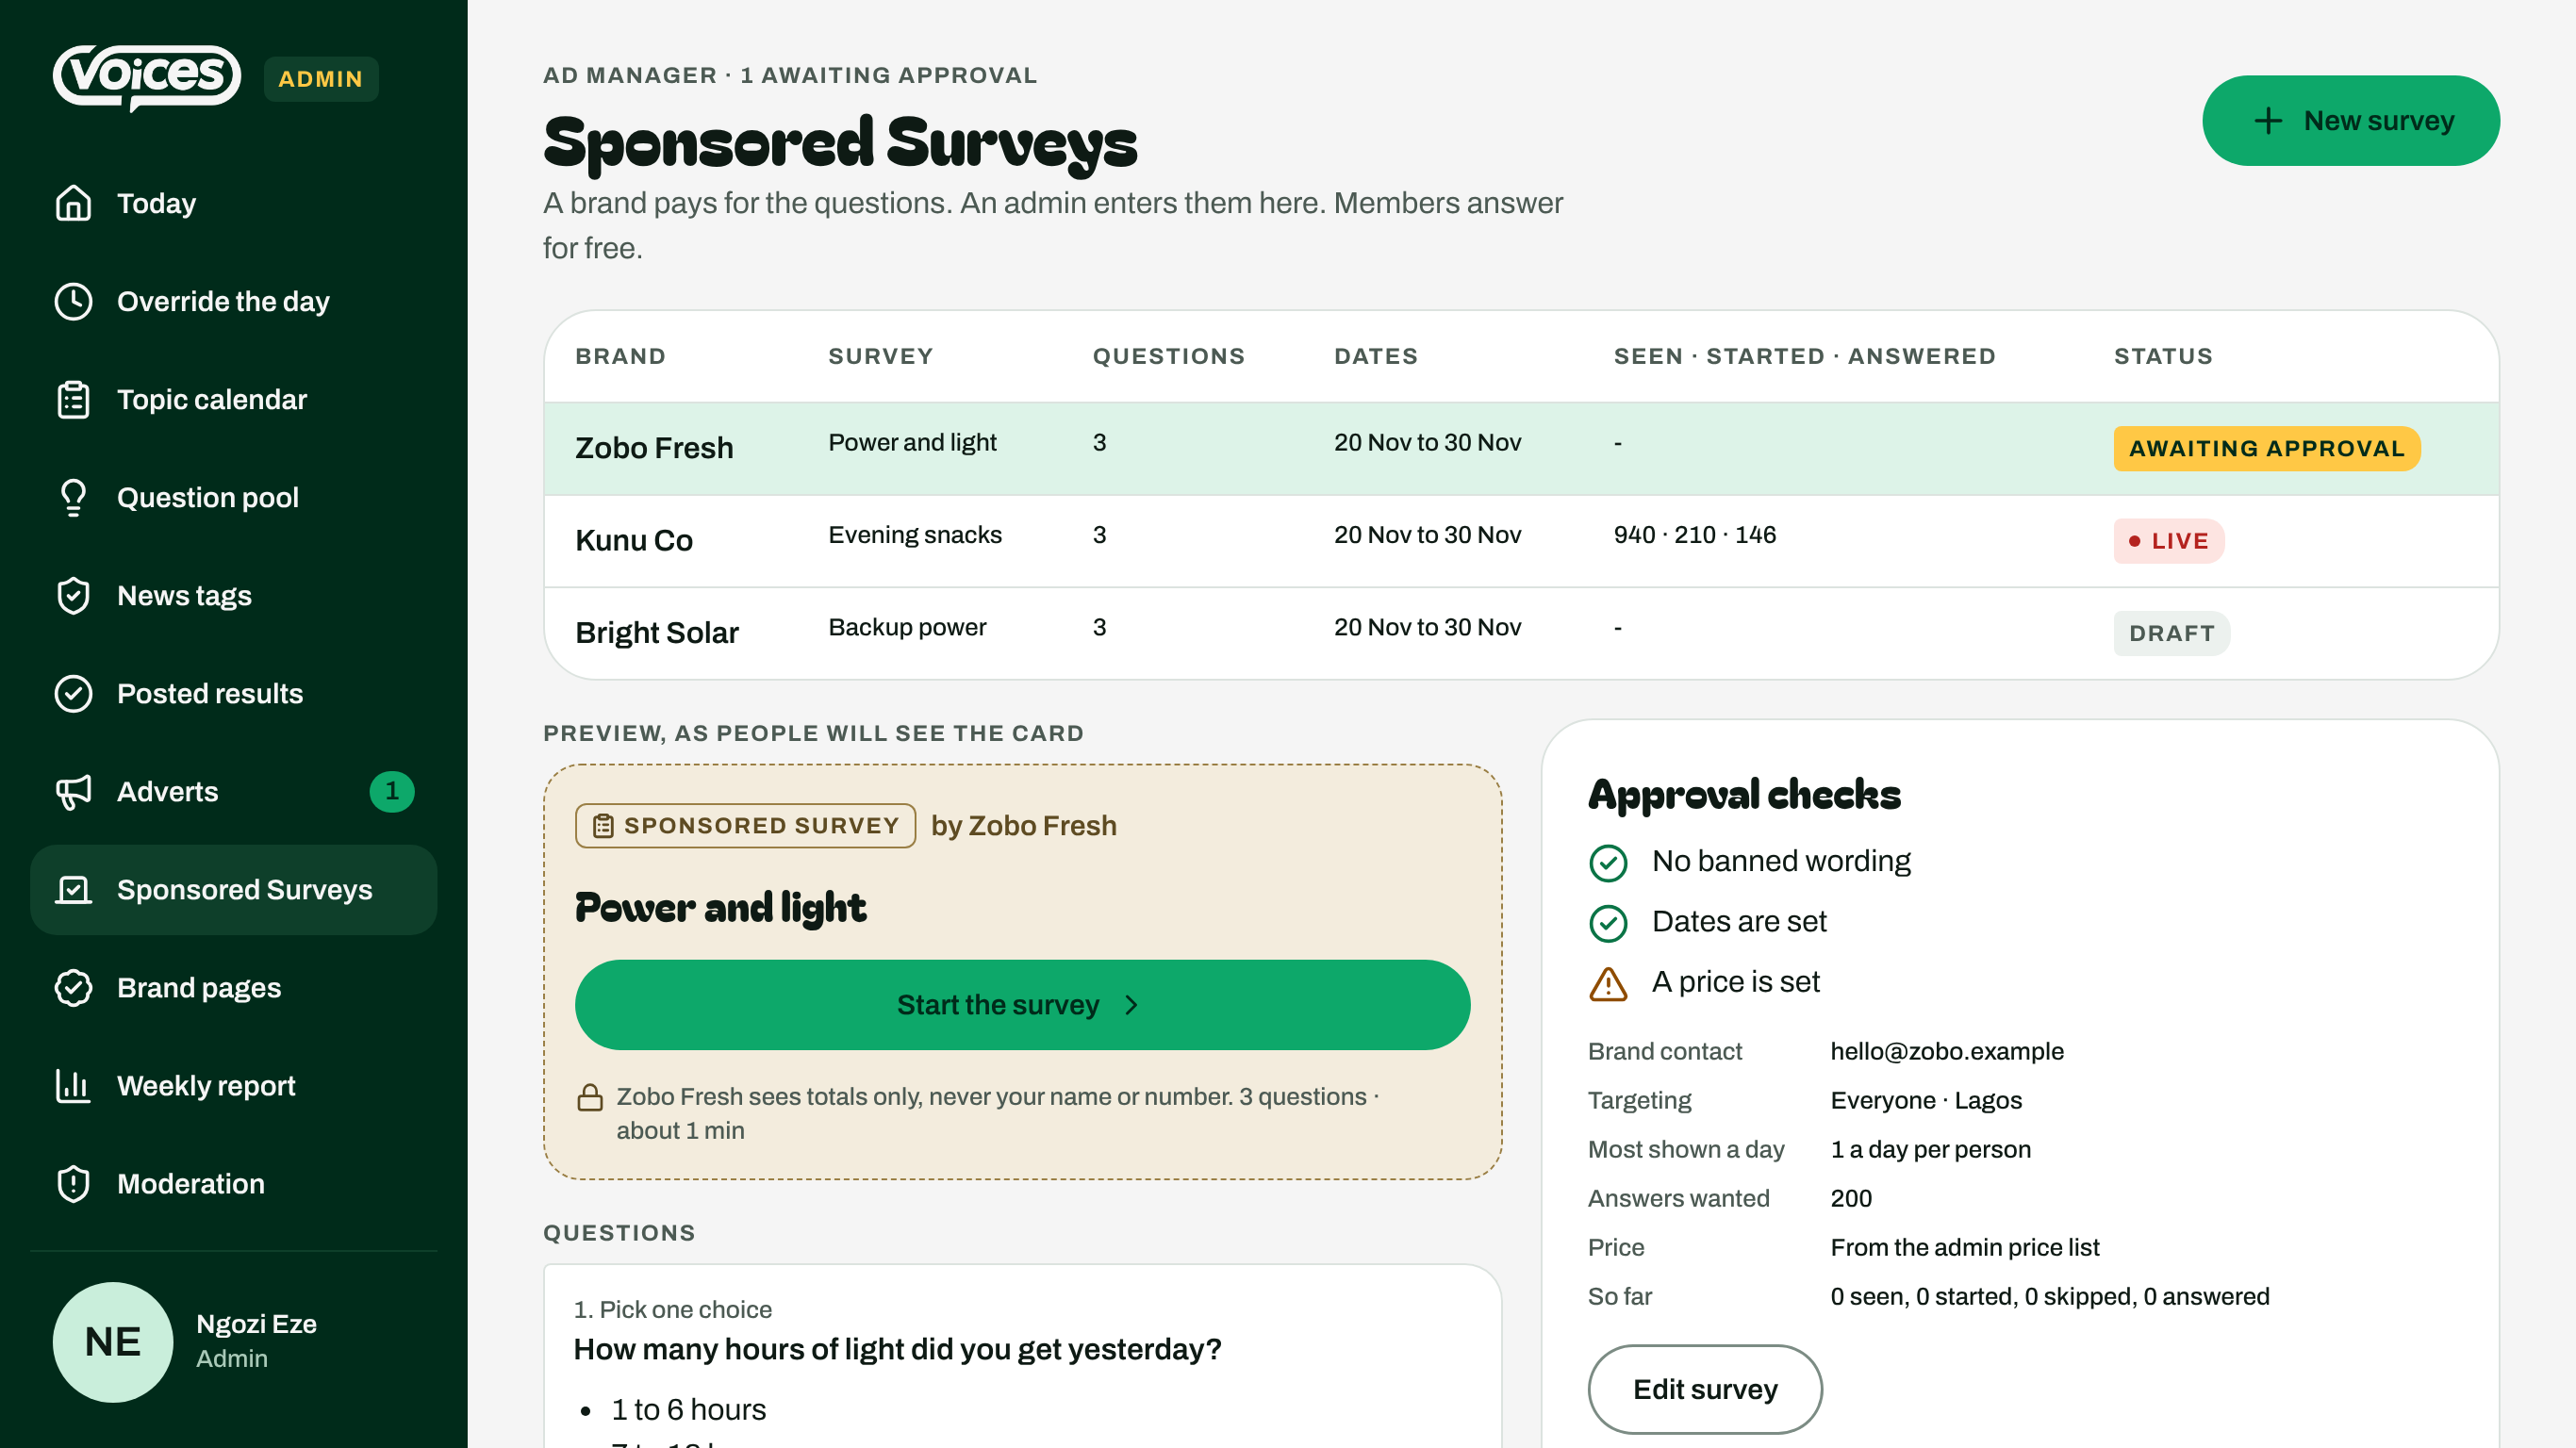 Voices
ADMIN
Today
Override the day
Topic calendar
Question pool
News tags
Posted results
Adverts 1
Sponsored Surveys
Brand pages
Weekly report
Moderation
NE
Ngozi Eze
Admin
AD MANAGER · 1 AWAITING APPROVAL
Sponsored Surveys
A brand pays for the questions. An admin enters them here. Members answer
for free.
+ New survey
BRAND SURVEY QUESTIONS DATES SEEN · STARTED · ANSWERED STATUS
Zobo Fresh Power and light 3 20 Nov to 30 Nov - AWAITING APPROVAL
Kunu Co Evening snacks 3 20 Nov to 30 Nov 940 · 210 · 146 LIVE
Bright Solar Backup power 3 20 Nov to 30 Nov - DRAFT
PREVIEW, AS PEOPLE WILL SEE THE CARD
SPONSORED SURVEY by Zobo Fresh
Power and light
Start the survey
Zobo Fresh sees totals only, never your name or number. 3 questions ·
about 1 min
QUESTIONS
1. Pick one choice
How many hours of light did you get yesterday?
• 1 to 6 hours
Approval checks
No banned wording
Dates are set
A price is set
Brand contact hello@zobo.example
Targeting Everyone · Lagos
Most shown a day 1 a day per person
Answers wanted 200
Price From the admin price list
So far 0 seen, 0 started, 0 skipped, 0 answered
Edit survey